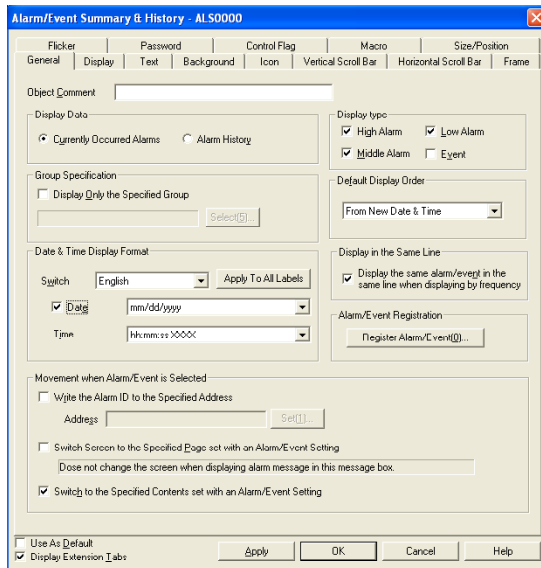 Alarm/Event Summary & History - ALS0000
Flicker Password Control Flag Macro Size/Position
General Display Text Background Icon Vertical Scroll Bar Horizontal Scroll Bar Frame
Object Comment
Display Data
Currently Occurred Alarms Alarm History
Display type
High Alarm Low Alarm
Middle Alarm Event
Group Specification
Display Only the Specified Group
Select(5)...
Default Display Order
From New Date & Time
Date & Time Display Format
Switch English Apply To All Labels
Date mm/dd/yyyy
Time hh:mm:ss XXXX
Display in the Same Line
Display the same alarm/event in the
same line when displaying by frequency
Alarm/Event Registration
Register Alarm/Event(0)...
Movement when Alarm/Event is Selected
Write the Alarm ID to the Specified Address
Address Set(1)...
Switch Screen to the Specified Page set with an Alarm/Event Setting
Dose not change the screen when displaying alarm message in this message box.
Switch to the Specified Contents set with an Alarm/Event Setting
Use As Default
Display Extension Tabs
Apply OK Cancel Help